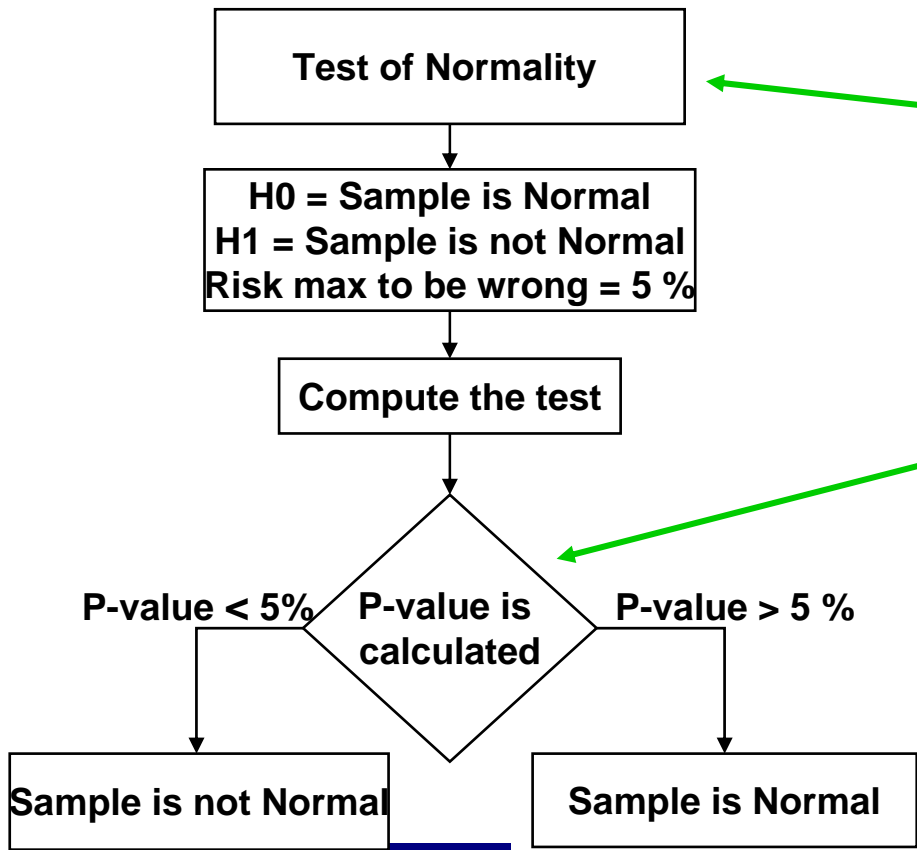 Test of Normality
H0 = Sample is Normal
H1 = Sample is not Normal
Risk max to be wrong = 5 %
Compute the test
P-value < 5%
P-value is
calculated
P-value > 5 %
Sample is not Normal
Sample is Normal